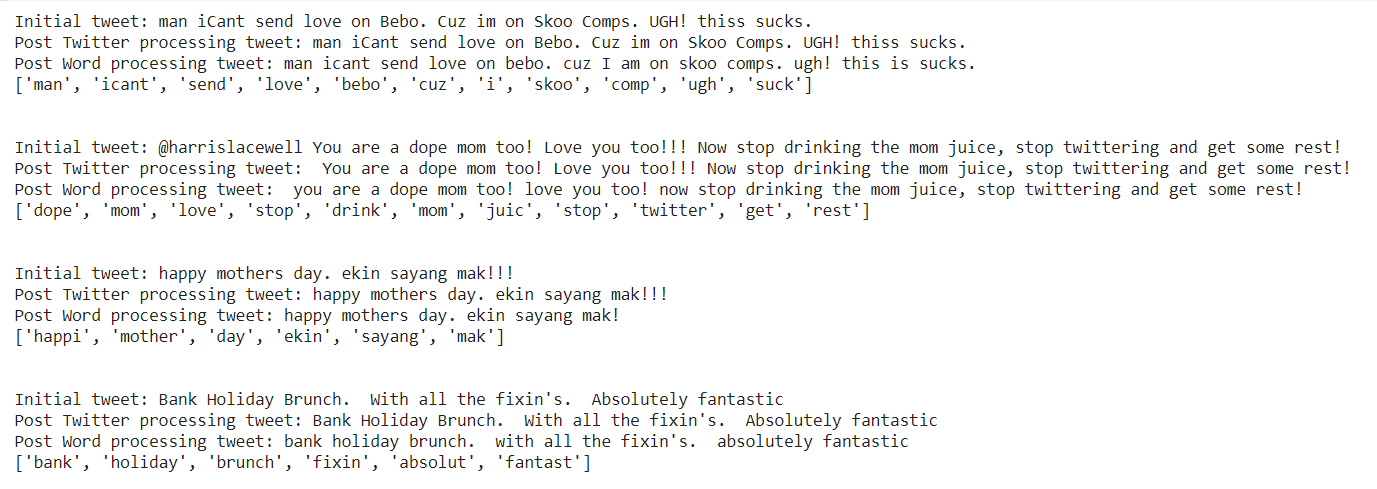 Initial tweet: man iCant send love on Bebo. Cuz im on Skoo Comps. UGH! thiss sucks.
Post Twitter processing tweet: man iCant send love on Bebo. Cuz im on Skoo Comps. UGH! thiss sucks.
Post Word processing tweet: man icant send love on bebo. cuz I am on skoo comps. ugh! this is sucks.
['man', 'icant', 'send', 'love', 'bebo', 'cuz', 'i', 'skoo', 'comp', 'ugh', 'suck']
Initial tweet: @harrislacewell You are a dope mom too! Love you too!!! Now stop drinking the mom juice, stop twittering and get some rest!
Post Twitter processing tweet:  You are a dope mom too! Love you too!!! Now stop drinking the mom juice, stop twittering and get some rest!
Post Word processing tweet:  you are a dope mom too! love you too! now stop drinking the mom juice, stop twittering and get some rest!
['dope', 'mom', 'love', 'stop', 'drink', 'mom', 'juic', 'stop', 'twitter', 'get', 'rest']
Initial tweet: happy mothers day. ekin sayang mak!!!
Post Twitter processing tweet: happy mothers day. ekin sayang mak!!!
Post Word processing tweet: happy mothers day. ekin sayang mak!
['happi', 'mother', 'day', 'ekin', 'sayang', 'mak']
Initial tweet: Bank Holiday Brunch.  With all the fixin's.  Absolutely fantastic
Post Twitter processing tweet: Bank Holiday Brunch.  With all the fixin's.  Absolutely fantastic
Post Word processing tweet: bank holiday brunch.  with all the fixin's.  absolutely fantastic
['bank', 'holiday', 'brunch', 'fixin', 'absolut', 'fantast']